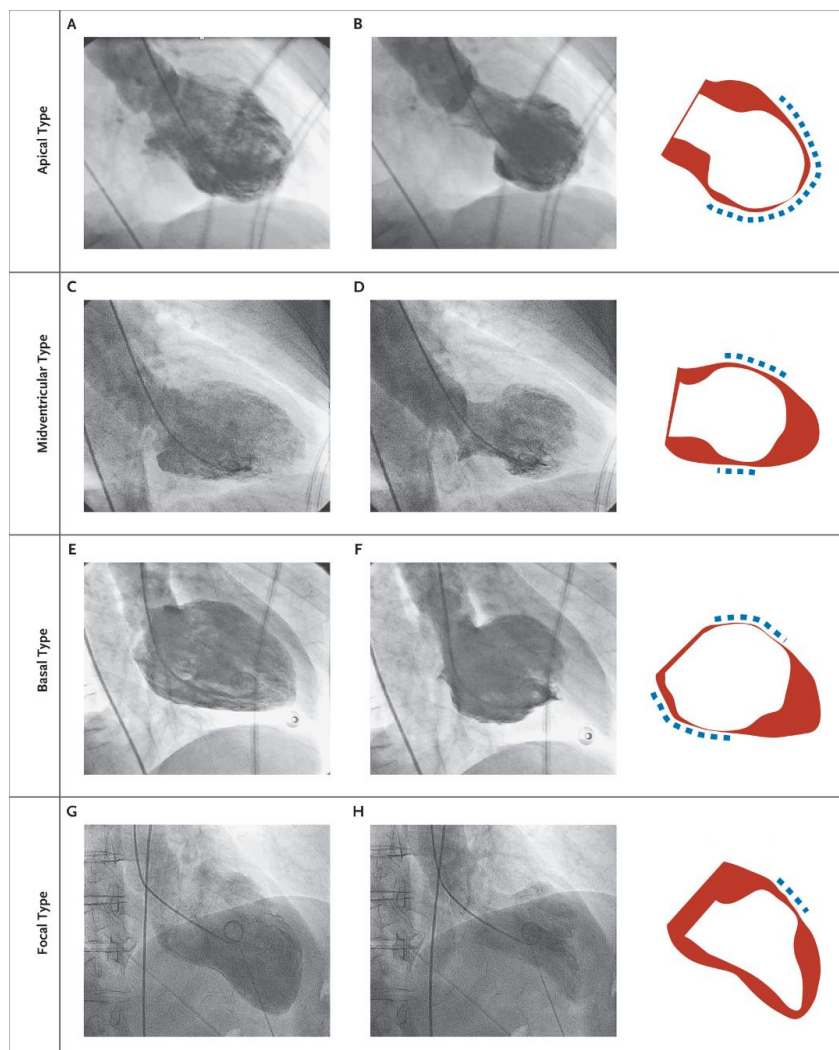 A
B
Apical Type
C
D
Midventricular Type
E
F
Basal Type
G
H
Focal Type